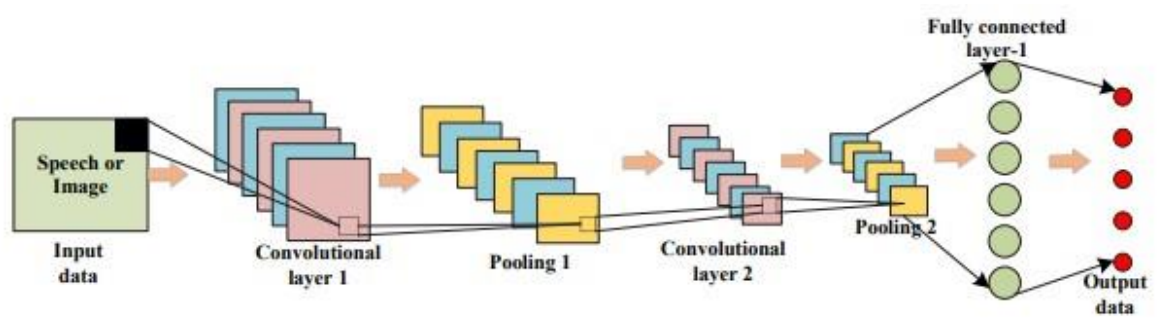 Speech or
Image
Input
data
Convolutional
layer 1
Pooling 1
Convolutional
layer 2
Pooling 2
Fully connected
layer-1
Output
data